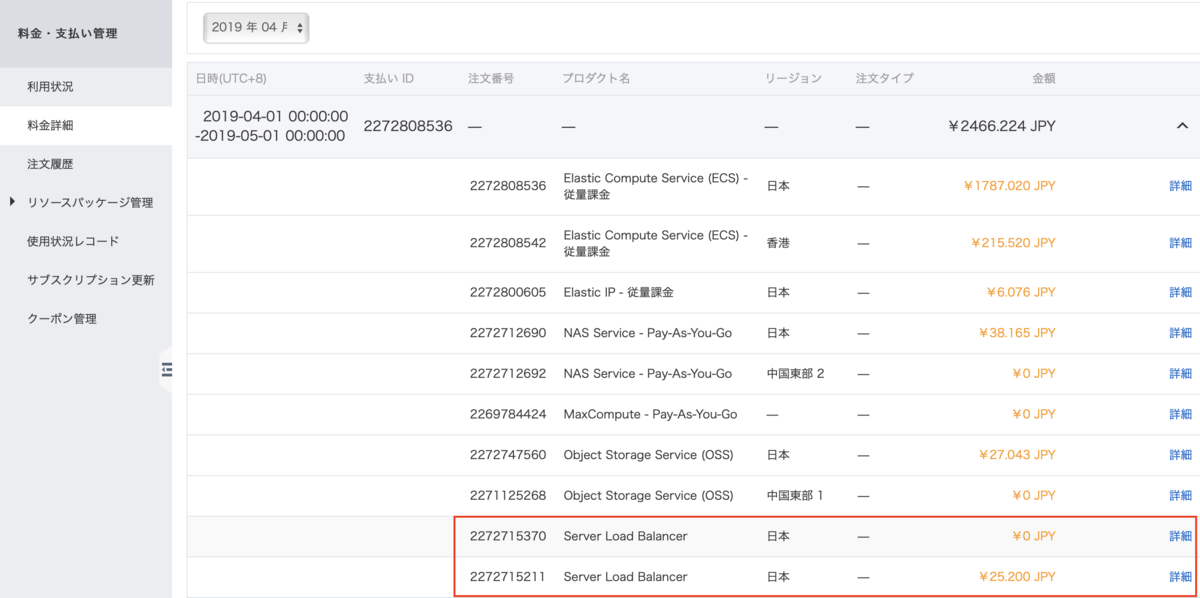 料金・支払い管理
利用状況
料金詳細
注文履歴
リソースパッケージ管理
使用状況レコード
サブスクリプション更新
クーポン管理
2019 年 04 月
日時(UTC+8) 支払い ID 注文番号 プロダクト名 リージョン 注文タイプ 金額
2019-04-01 00:00:00
-2019-05-01 00:00:00 2272808536 — — — — ¥2466.224 JPY
2272808536 Elastic Compute Service (ECS) - 従量課金 日本 — ¥1787.020 JPY 詳細
2272808542 Elastic Compute Service (ECS) - 従量課金 香港 — ¥215.520 JPY 詳細
2272800605 Elastic IP - 従量課金 日本 — ¥6.076 JPY 詳細
2272712690 NAS Service - Pay-As-You-Go 日本 — ¥38.165 JPY 詳細
2272712692 NAS Service - Pay-As-You-Go 中国東部 2 — ¥0 JPY 詳細
2269784424 MaxCompute - Pay-As-You-Go — — ¥0 JPY 詳細
2272747560 Object Storage Service (OSS) 日本 — ¥27.043 JPY 詳細
2271125268 Object Storage Service (OSS) 中国東部 1 — ¥0 JPY 詳細
2272715370 Server Load Balancer 日本 — ¥0 JPY 詳細
2272715211 Server Load Balancer 日本 — ¥25.200 JPY 詳細